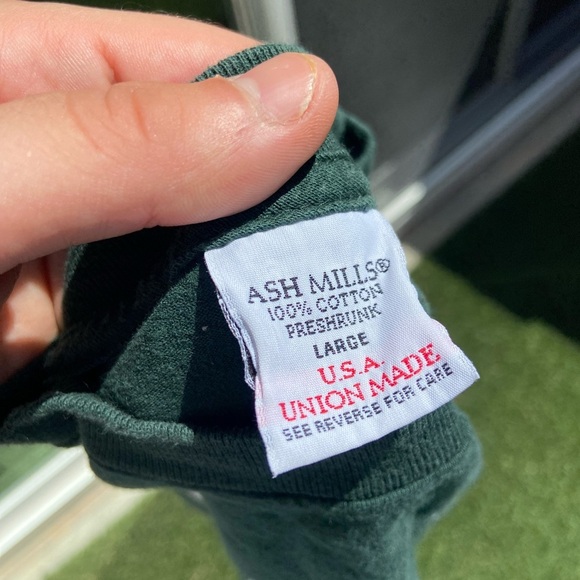 ASH MILLS®
100% COTTON
PRESHRUNK
LARGE
U.S.A.
UNION MADE
SEE REVERSE FOR CARE